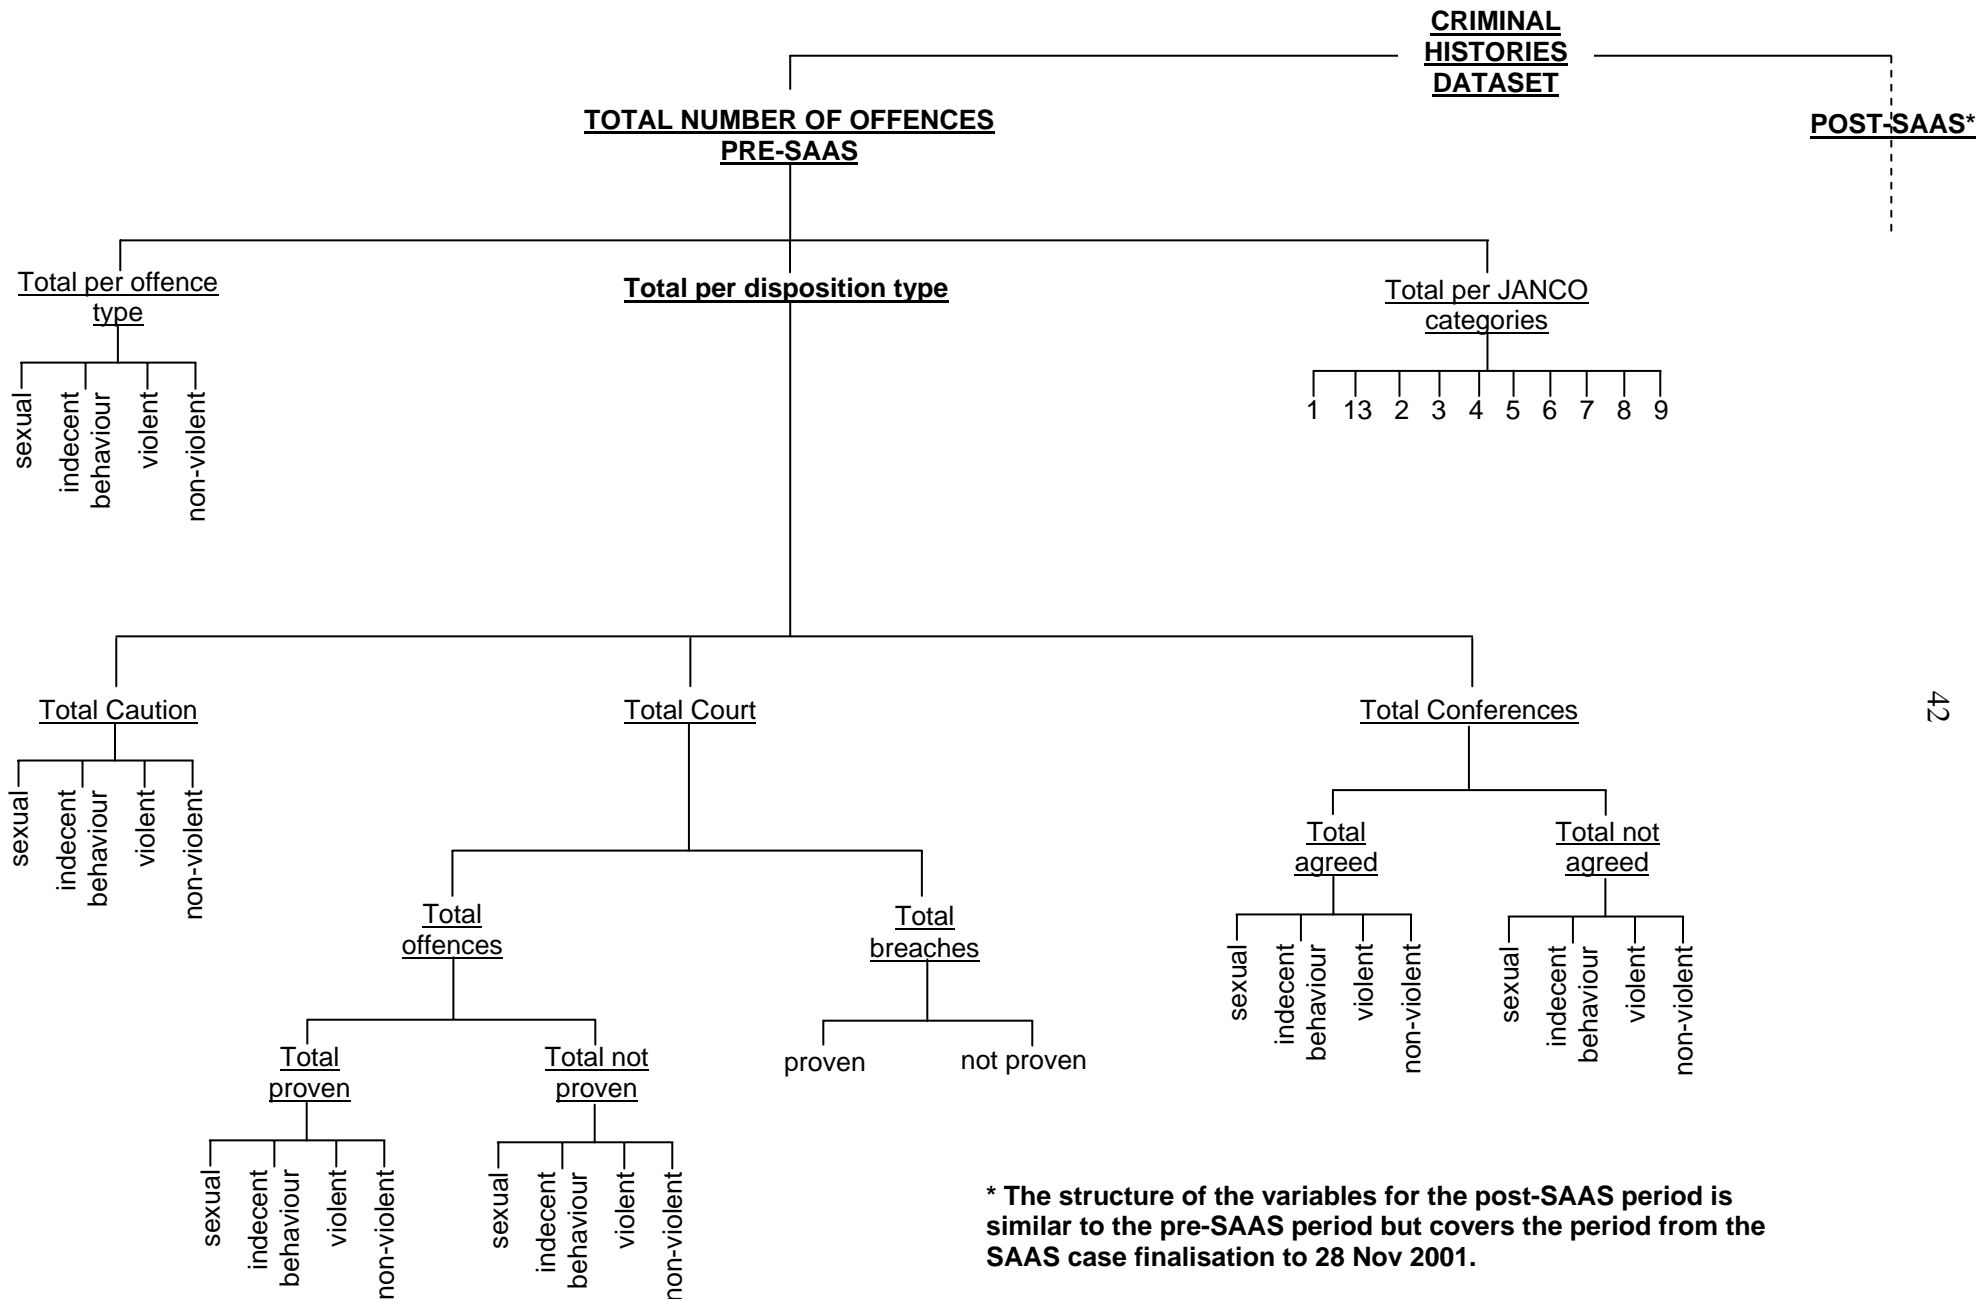 CRIMINAL
HISTORIES
DATASET
TOTAL NUMBER OF OFFENCES
PRE-SAAS
POST-SAAS*
Total per offence
type
Total per disposition type
Total per JANCO
categories
sexual
indecent
behaviour
violent
non-violent
1 13 2 3 4 5 6 7 8 9
Total Caution
Total Court
Total Conferences
42
sexual
indecent
behaviour
violent
non-violent
Total
agreed
Total not
agreed
Total
offences
Total
breaches
sexual
indecent
behaviour
violent
non-violent
sexual
indecent
behaviour
violent
non-violent
Total
proven
Total not
proven
proven
not proven
sexual
indecent
behaviour
violent
non-violent
sexual
indecent
behaviour
violent
non-violent
* The structure of the variables for the post-SAAS period is
similar to the pre-SAAS period but covers the period from the
SAAS case finalisation to 28 Nov 2001.